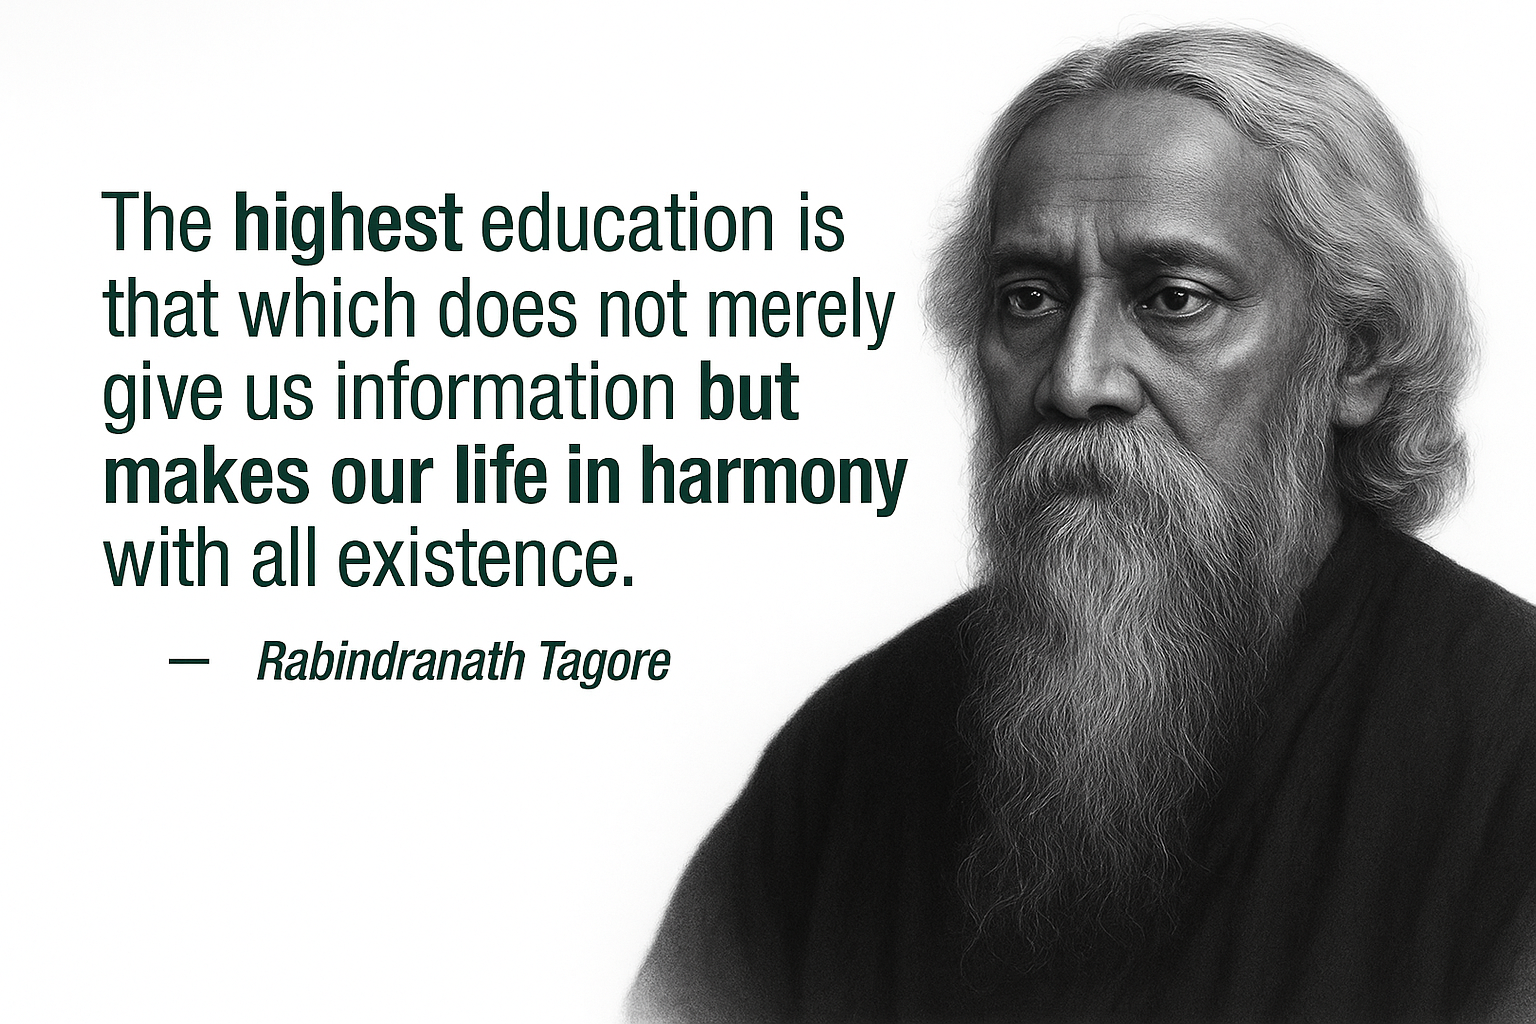 The highest education is
that which does not merely
give us information but
makes our life in harmony
with all existence.
— Rabindranath Tagore